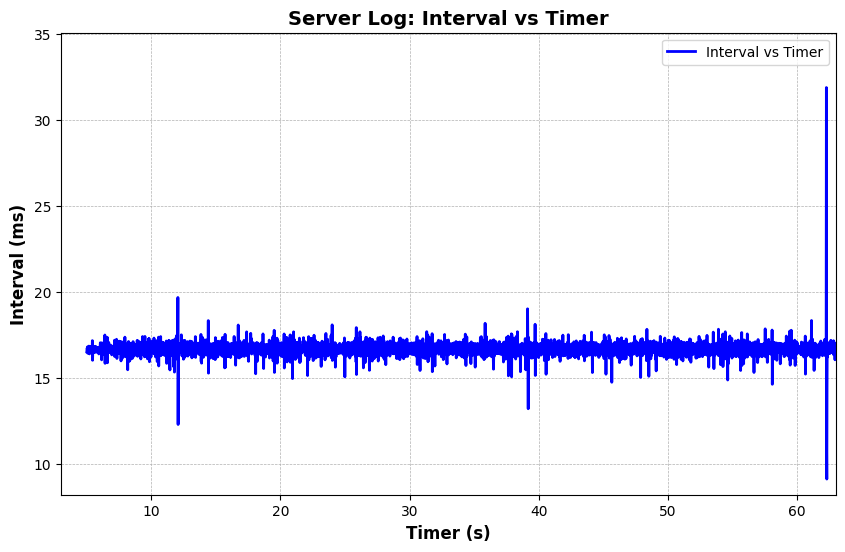 Server Log: Interval vs Timer
Interval vs Timer
35
30
25
20
15
10
Interval (ms)
10 20 30 40 50 60
Timer (s)